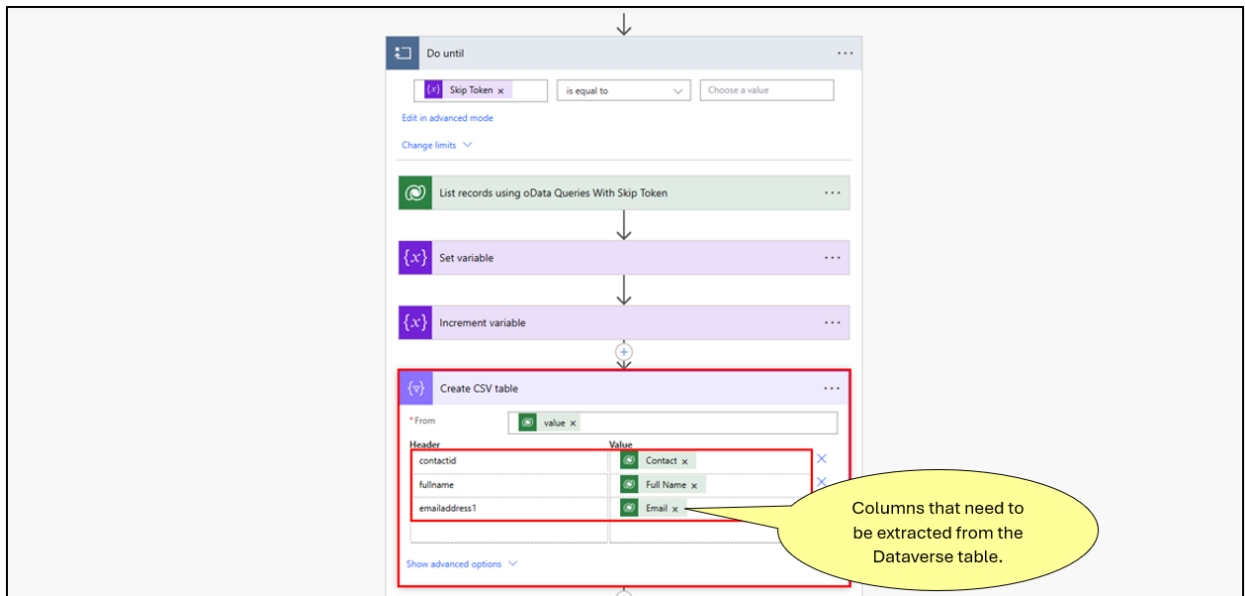 Do until
Skip Token × is equal to Choose a value
Edit in advanced mode
Change limits
List records using oData Queries With Skip Token
{x} Set variable
{x} Increment variable
Create CSV table
* From value ×
Header Value
contactid Contact ×
fullname Full Name ×
emailaddress1 Email ×
Show advanced options
Columns that need to
be extracted from the
Dataverse table.